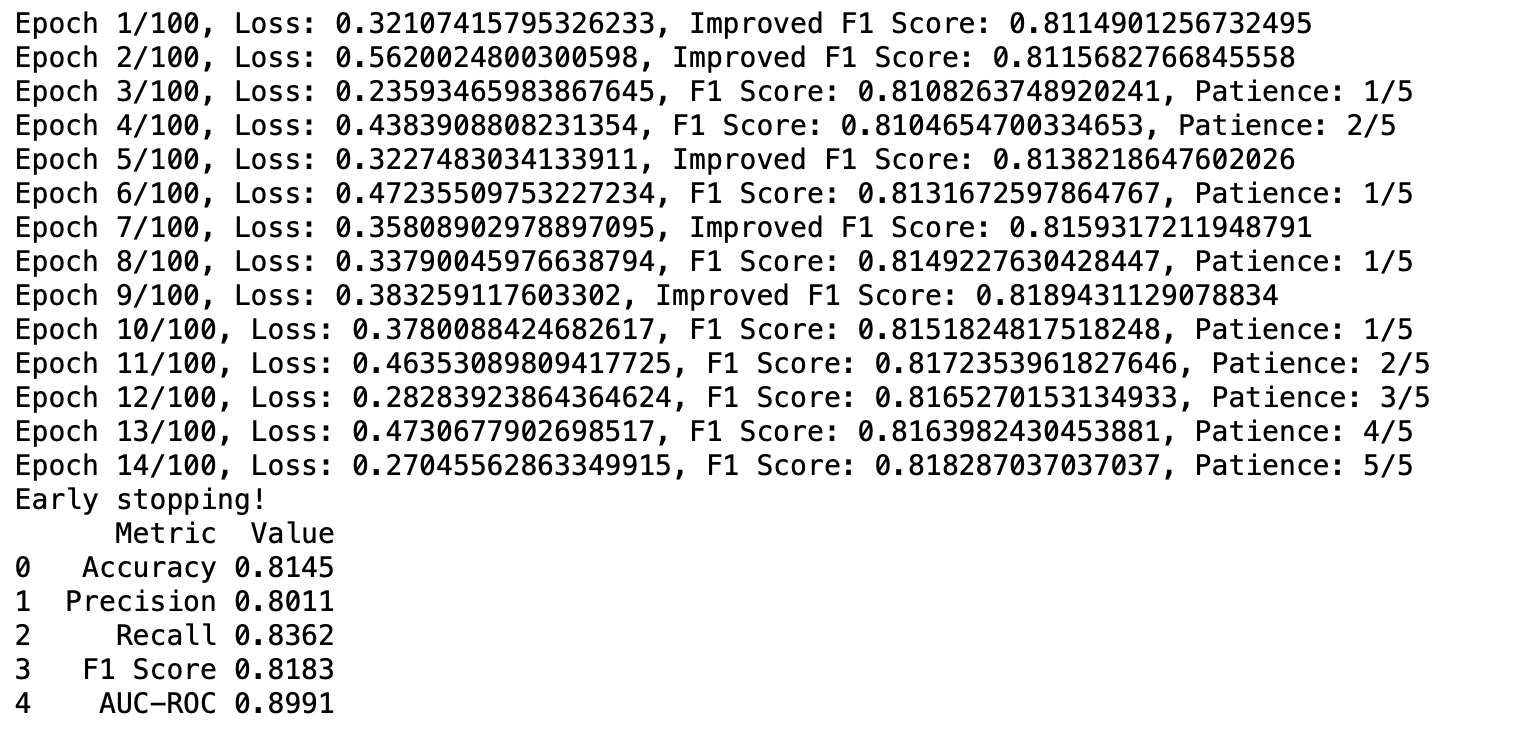 Epoch 1/100, Loss: 0.32107415795326233, Improved F1 Score: 0.8114901256732495
Epoch 2/100, Loss: 0.5620024800300598, Improved F1 Score: 0.8115682766845558
Epoch 3/100, Loss: 0.23593465983867645, F1 Score: 0.8108263748920241, Patience: 1/5
Epoch 4/100, Loss: 0.4383908808231354, F1 Score: 0.8104654700334653, Patience: 2/5
Epoch 5/100, Loss: 0.3227483034133911, Improved F1 Score: 0.8138218647602026
Epoch 6/100, Loss: 0.47235509753227234, F1 Score: 0.8131672597864767, Patience: 1/5
Epoch 7/100, Loss: 0.35808902978897095, Improved F1 Score: 0.8159317211948791
Epoch 8/100, Loss: 0.33790045976638794, F1 Score: 0.8149227630428447, Patience: 1/5
Epoch 9/100, Loss: 0.383259117603302, Improved F1 Score: 0.8189431129078834
Epoch 10/100, Loss: 0.3780088424682617, F1 Score: 0.8151824817518248, Patience: 1/5
Epoch 11/100, Loss: 0.46353089809417725, F1 Score: 0.8172353961827646, Patience: 2/5
Epoch 12/100, Loss: 0.28283923864364624, F1 Score: 0.8165270153134933, Patience: 3/5
Epoch 13/100, Loss: 0.4730677902698517, F1 Score: 0.8163982430453881, Patience: 4/5
Epoch 14/100, Loss: 0.27045562863349915, F1 Score: 0.818287037037037, Patience: 5/5
Early stopping!
Metric Value
0 Accuracy 0.8145
1 Precision 0.8011
2 Recall 0.8362
3 F1 Score 0.8183
4 AUC-ROC 0.8991